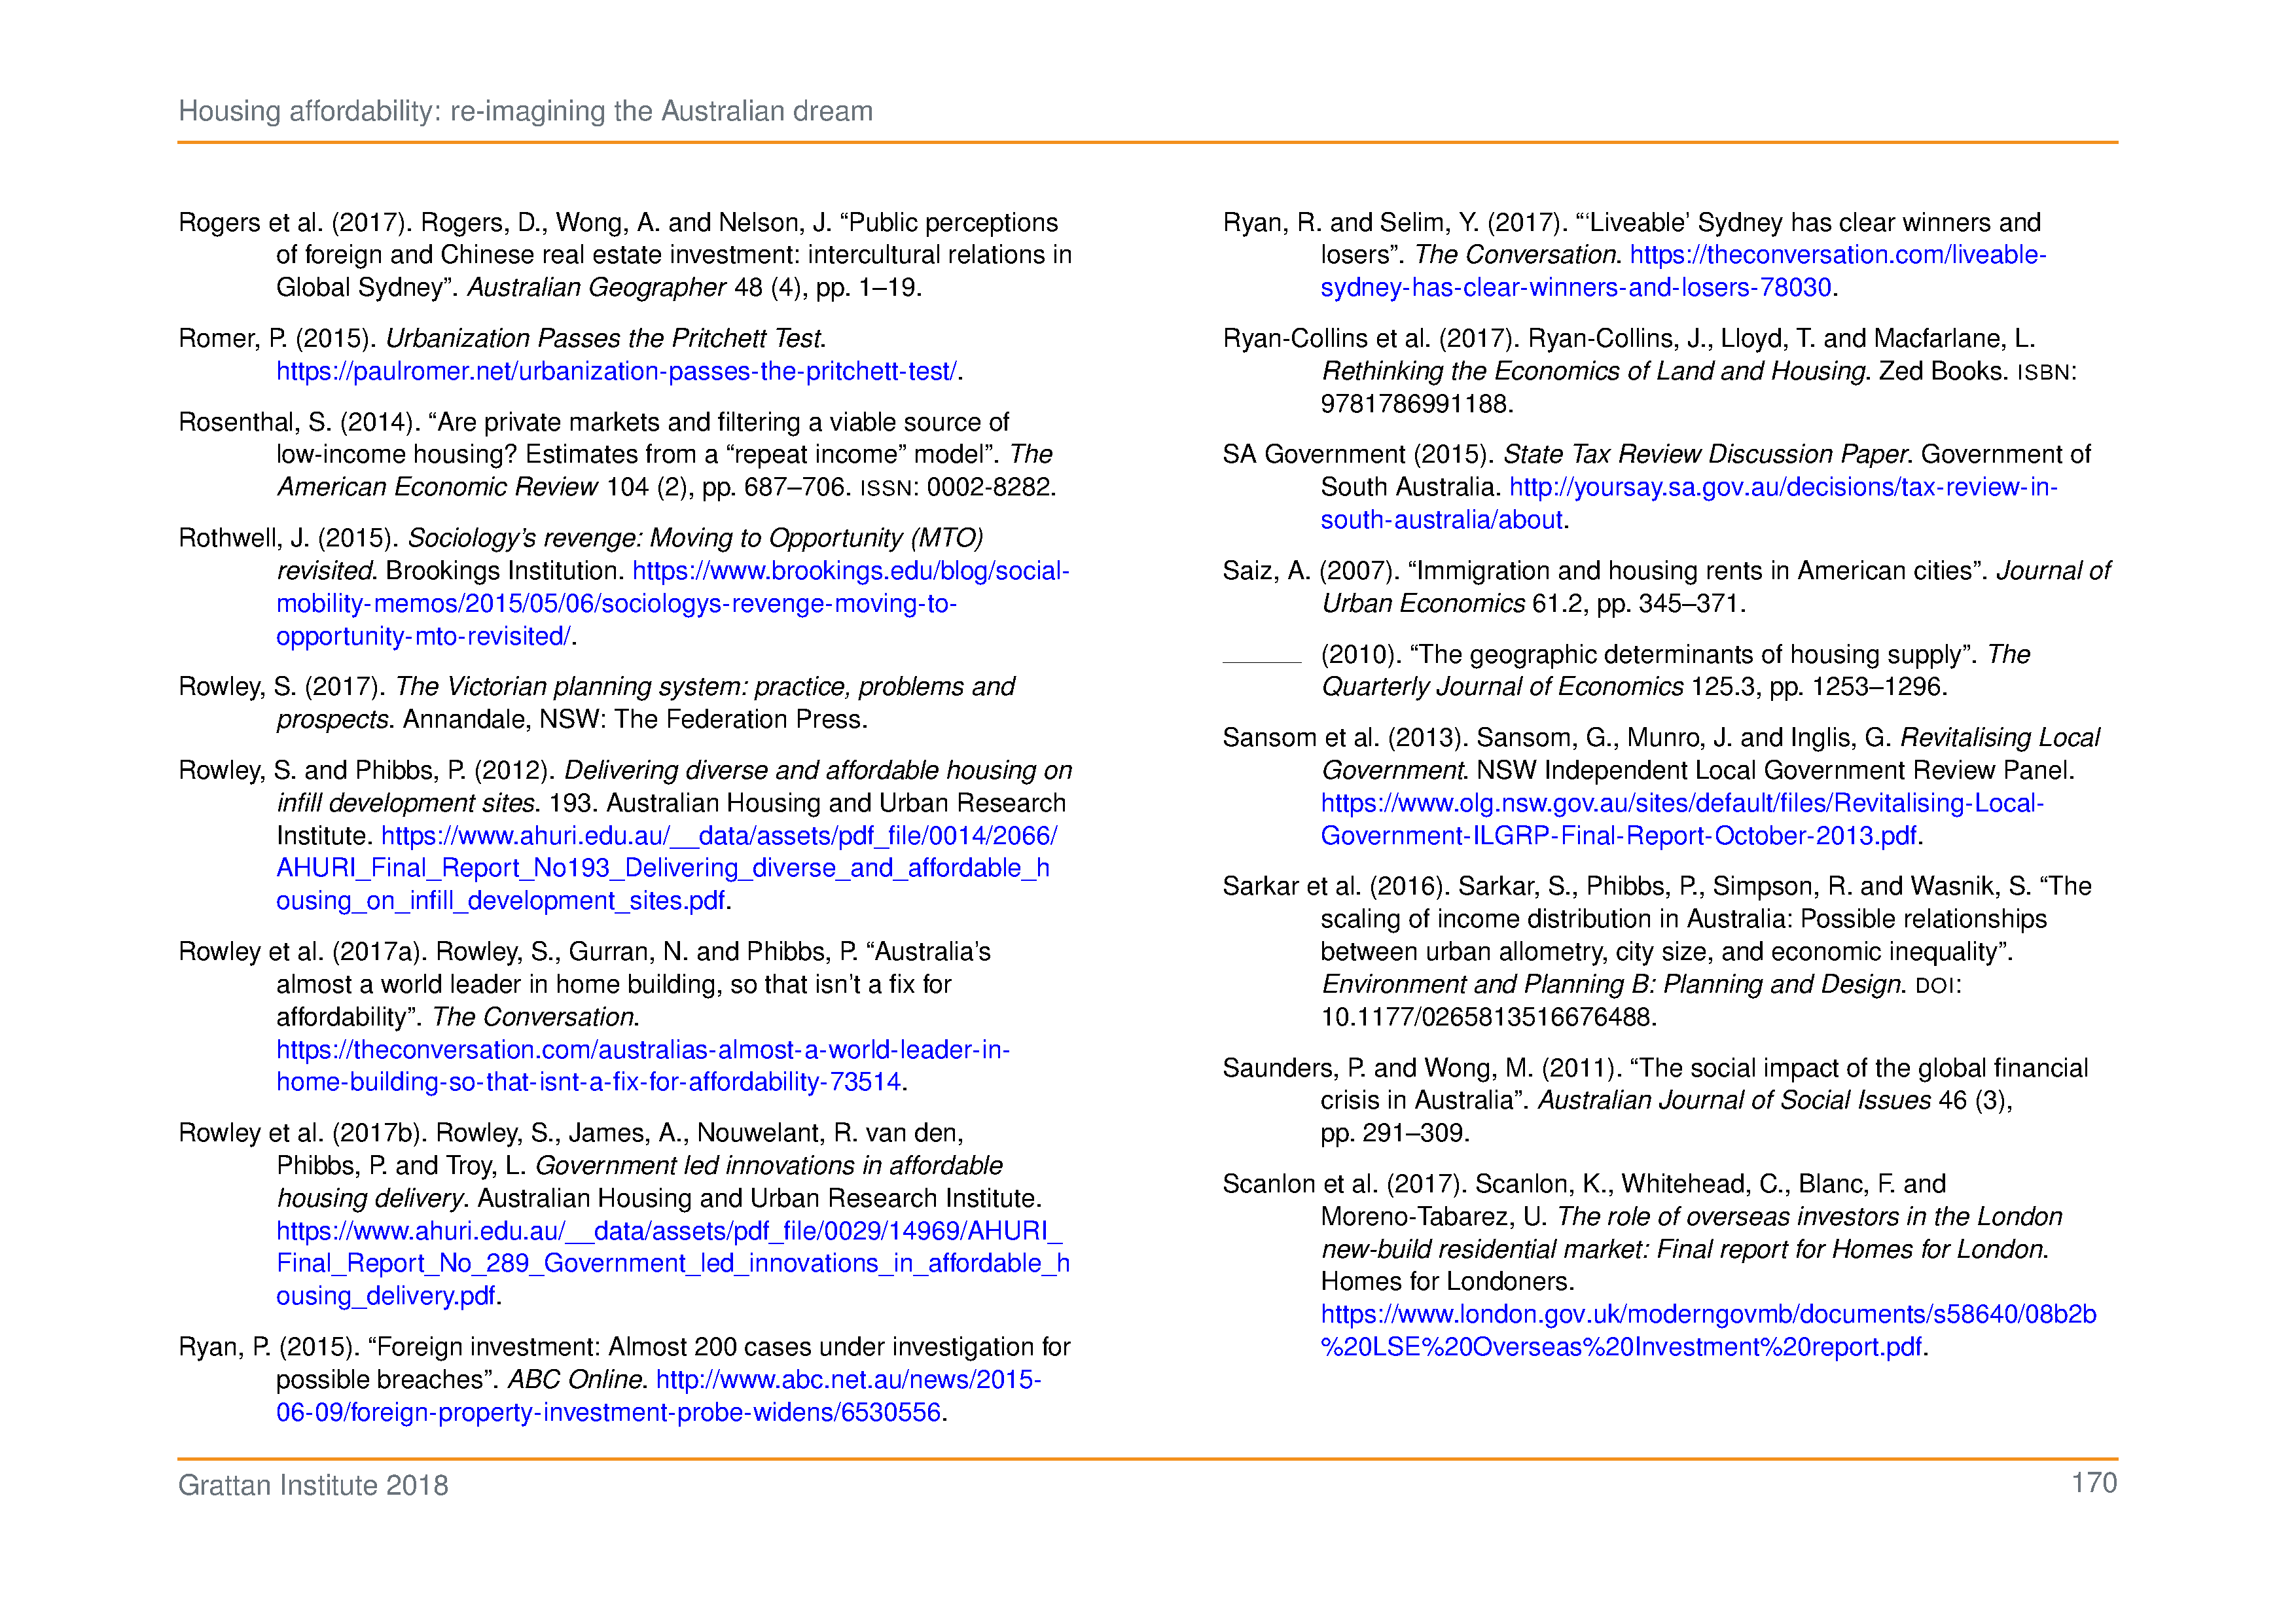 Housing affordability: re-imagining the Australian dream
Rogers et al. (2017). Rogers, D., Wong, A. and Nelson, J. “Public perceptions
of foreign and Chinese real estate investment: intercultural relations in
Global Sydney”. Australian Geographer 48 (4), pp. 1–19.
Romer, P. (2015). Urbanization Passes the Pritchett Test.
https://paulromer.net/urbanization-passes-the-pritchett-test/.
Rosenthal, S. (2014). “Are private markets and filtering a viable source of
low-income housing? Estimates from a “repeat income” model”. The
American Economic Review 104 (2), pp. 687–706. ISSN: 0002-8282.
Rothwell, J. (2015). Sociology’s revenge: Moving to Opportunity (MTO)
revisited. Brookings Institution. https://www.brookings.edu/blog/social-
mobility-memos/2015/05/06/sociologys-revenge-moving-to-
opportunity-mto-revisited/.
Rowley, S. (2017). The Victorian planning system: practice, problems and
prospects. Annandale, NSW: The Federation Press.
Rowley, S. and Phibbs, P. (2012). Delivering diverse and affordable housing on
infill development sites. 193. Australian Housing and Urban Research
Institute. https://www.ahuri.edu.au/__data/assets/pdf_file/0014/2066/
AHURI_Final_Report_No193_Delivering_diverse_and_affordable_h
ousing_on_infill_development_sites.pdf.
Rowley et al. (2017a). Rowley, S., Gurran, N. and Phibbs, P. “Australia’s
almost a world leader in home building, so that isn’t a fix for
affordability”. The Conversation.
https://theconversation.com/australias-almost-a-world-leader-in-
home-building-so-that-isnt-a-fix-for-affordability-73514.
Rowley et al. (2017b). Rowley, S., James, A., Nouwelant, R. van den,
Phibbs, P. and Troy, L. Government led innovations in affordable
housing delivery. Australian Housing and Urban Research Institute.
https://www.ahuri.edu.au/__data/assets/pdf_file/0029/14969/AHURI_
Final_Report_No_289_Government_led_innovations_in_affordable_h
ousing_delivery.pdf.
Ryan, P. (2015). “Foreign investment: Almost 200 cases under investigation for
possible breaches”. ABC Online. http://www.abc.net.au/news/2015-
06-09/foreign-property-investment-probe-widens/6530556.
Ryan, R. and Selim, Y. (2017). “‘Liveable’ Sydney has clear winners and
losers”. The Conversation. https://theconversation.com/liveable-
sydney-has-clear-winners-and-losers-78030.
Ryan-Collins et al. (2017). Ryan-Collins, J., Lloyd, T. and Macfarlane, L.
Rethinking the Economics of Land and Housing. Zed Books. ISBN:
9781786991188.
SA Government (2015). State Tax Review Discussion Paper. Government of
South Australia. http://yoursay.sa.gov.au/decisions/tax-review-in-
south-australia/about.
Saiz, A. (2007). “Immigration and housing rents in American cities”. Journal of
Urban Economics 61.2, pp. 345–371.
______ (2010). “The geographic determinants of housing supply”. The
Quarterly Journal of Economics 125.3, pp. 1253–1296.
Sansom et al. (2013). Sansom, G., Munro, J. and Inglis, G. Revitalising Local
Government. NSW Independent Local Government Review Panel.
https://www.olg.nsw.gov.au/sites/default/files/Revitalising-Local-
Government-ILGRP-Final-Report-October-2013.pdf.
Sarkar et al. (2016). Sarkar, S., Phibbs, P., Simpson, R. and Wasnik, S. “The
scaling of income distribution in Australia: Possible relationships
between urban allometry, city size, and economic inequality”.
Environment and Planning B: Planning and Design. DOI:
10.1177/0265813516676488.
Saunders, P. and Wong, M. (2011). “The social impact of the global financial
crisis in Australia”. Australian Journal of Social Issues 46 (3),
pp. 291–309.
Scanlon et al. (2017). Scanlon, K., Whitehead, C., Blanc, F. and
Moreno-Tabarez, U. The role of overseas investors in the London
new-build residential market: Final report for Homes for London.
Homes for Londoners.
https://www.london.gov.uk/moderngovmb/documents/s58640/08b2b
%20LSE%20Overseas%20Investment%20report.pdf.
Grattan Institute 2018
170